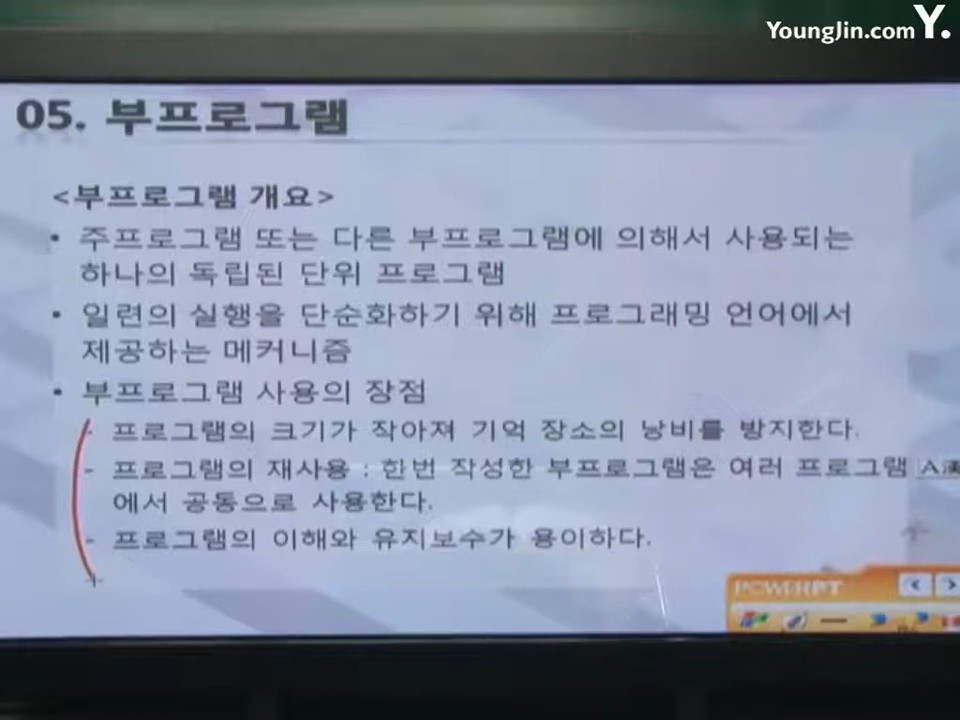 YoungJin.com Y.
05. 부프로그램
<부프로그램 개요>
• 주프로그램 또는 다른 부프로그램에 의해서 사용되는
하나의 독립된 단위 프로그램
• 일련의 실행을 단순화하기 위해 프로그래밍 언어에서
제공하는 메커니즘
• 부프로그램 사용의 장점
- 프로그램의 크기가 작아져 기억 장소의 낭비를 방지한다.
- 프로그램의 재사용 : 한번 작성한 부프로그램은 여러 프로그램
에서 공동으로 사용한다.
- 프로그램의 이해와 유지보수가 용이하다.
POWERPT